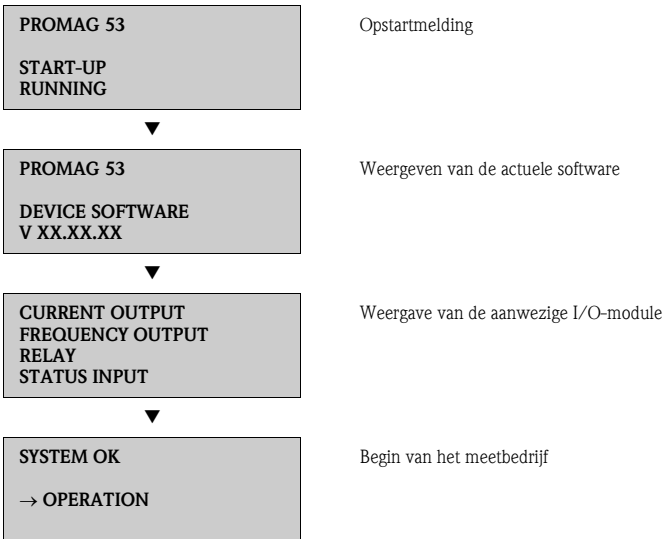 PROMAG 53
Opstartmelding
START-UP
RUNNING
▼
PROMAG 53
Weergeven van de actuele software
DEVICE SOFTWARE
V XX.XX.XX
▼
CURRENT OUTPUT
Weergave van de aanwezige I/O-module
FREQUENCY OUTPUT
RELAY
STATUS INPUT
▼
SYSTEM OK
Begin van het meetbedrijf
→ OPERATION